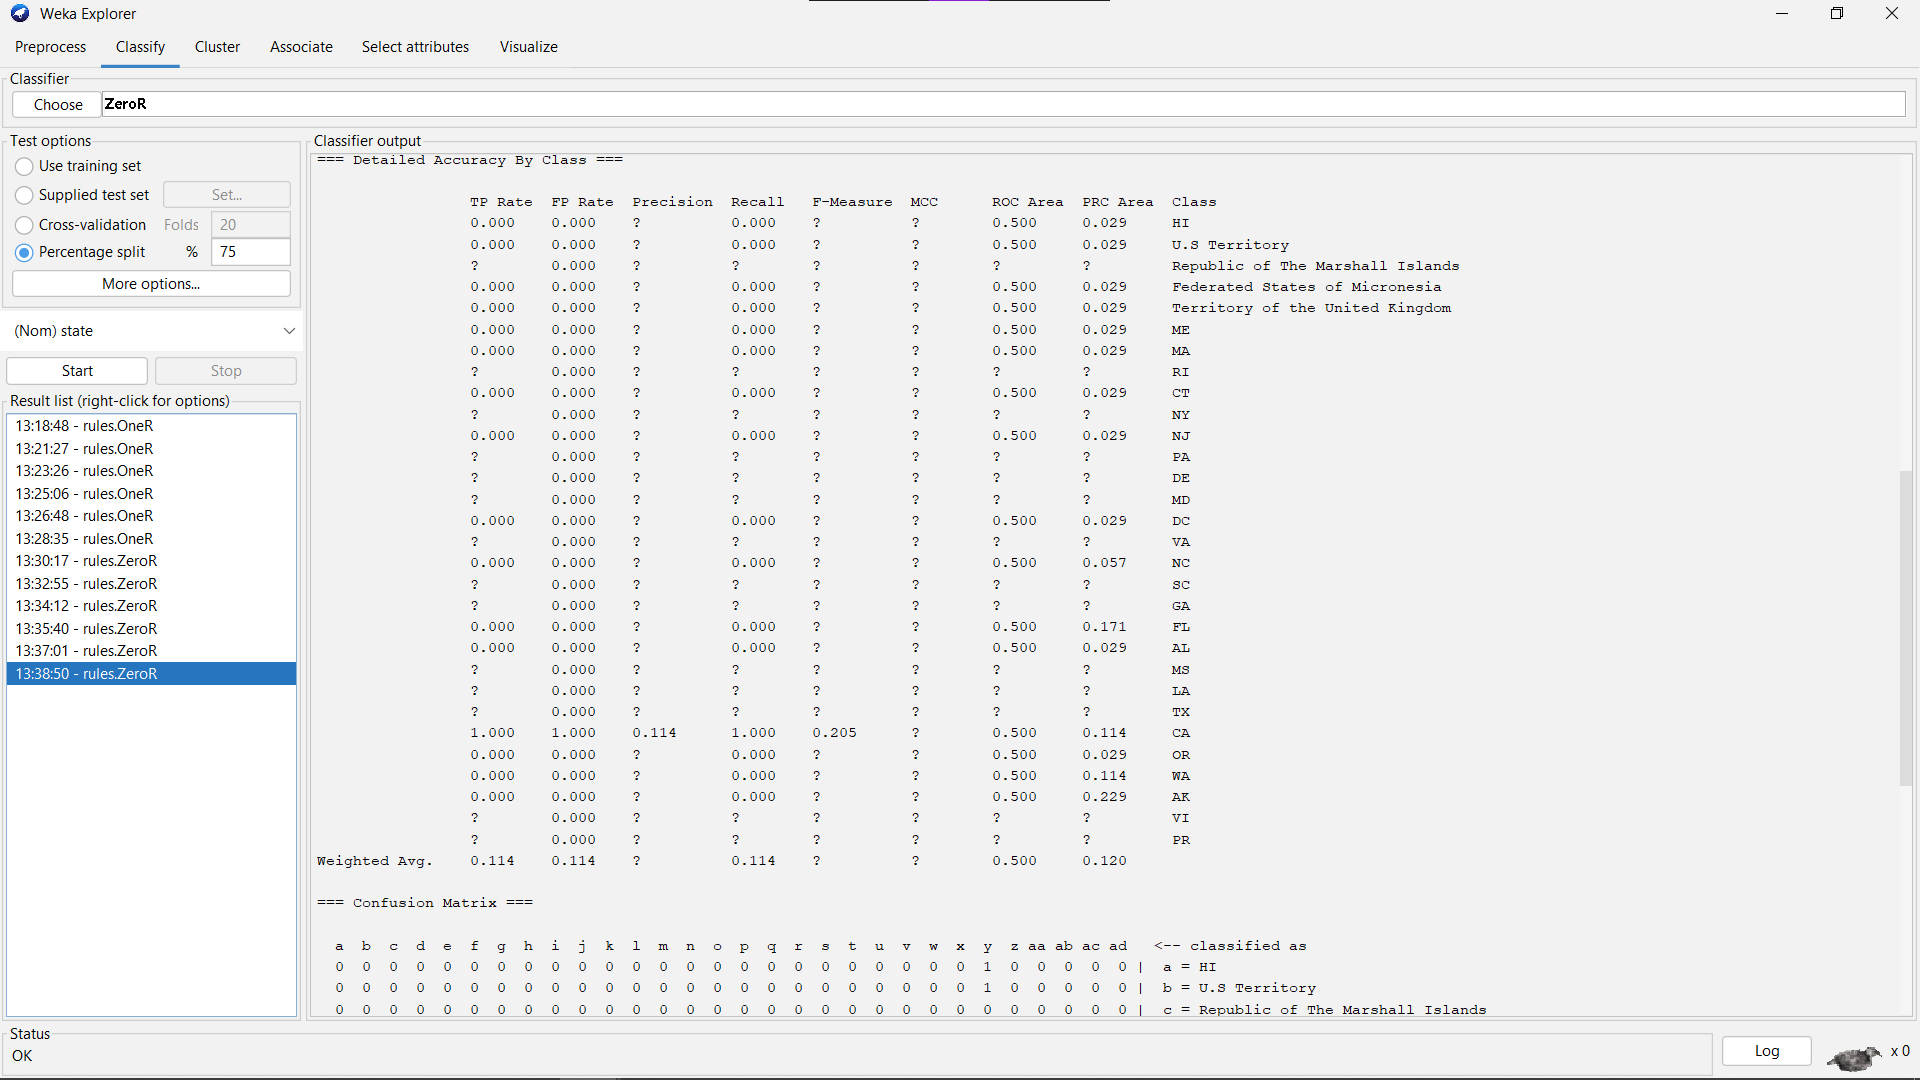 Weka Explorer
Preprocess Classify Cluster Associate Select attributes Visualize
Classifier
Choose ZeroR
Test options
Use training set
Supplied test set Set...
Cross-validation Folds 20
Percentage split % 75
More options...
(Nom) state
Start Stop
Result list (right-click for options)
13:18:48 - rules.OneR
13:21:27 - rules.OneR
13:23:26 - rules.OneR
13:25:06 - rules.OneR
13:26:48 - rules.OneR
13:28:35 - rules.OneR
13:30:17 - rules.ZeroR
13:32:55 - rules.ZeroR
13:34:12 - rules.ZeroR
13:35:40 - rules.ZeroR
13:37:01 - rules.ZeroR
13:38:50 - rules.ZeroR
Classifier output
=== Detailed Accuracy By Class ===
TP Rate FP Rate Precision Recall F-Measure MCC ROC Area PRC Area Class
0.000 0.000 ? 0.000 ? ? 0.500 0.029 HI
0.000 0.000 ? 0.000 ? ? 0.500 0.029 U.S Territory
? 0.000 ? ? ? ? ? ? Republic of The Marshall Islands
0.000 0.000 ? 0.000 ? ? 0.500 0.029 Federated States of Micronesia
0.000 0.000 ? 0.000 ? ? 0.500 0.029 Territory of the United Kingdom
0.000 0.000 ? 0.000 ? ? 0.500 0.029 ME
0.000 0.000 ? 0.000 ? ? 0.500 0.029 MA
? 0.000 ? ? ? ? ? ? RI
0.000 0.000 ? 0.000 ? ? 0.500 0.029 CT
? 0.000 ? ? ? ? ? ? NY
0.000 0.000 ? 0.000 ? ? 0.500 0.029 NJ
? 0.000 ? ? ? ? ? ? PA
? 0.000 ? ? ? ? ? ? DE
? 0.000 ? ? ? ? ? ? MD
0.000 0.000 ? 0.000 ? ? 0.500 0.029 DC
? 0.000 ? ? ? ? ? ? VA
0.000 0.000 ? 0.000 ? ? 0.500 0.057 NC
? 0.000 ? ? ? ? ? ? SC
? 0.000 ? ? ? ? ? ? GA
0.000 0.000 ? 0.000 ? ? 0.500 0.171 FL
0.000 0.000 ? 0.000 ? ? 0.500 0.029 AL
? 0.000 ? ? ? ? ? ? MS
? 0.000 ? ? ? ? ? ? LA
? 0.000 ? ? ? ? ? ? TX
1.000 1.000 0.114 1.000 0.205 ? 0.500 0.114 CA
0.000 0.000 ? 0.000 ? ? 0.500 0.029 OR
0.000 0.000 ? 0.000 ? ? 0.500 0.114 WA
0.000 0.000 ? 0.000 ? ? 0.500 0.229 AK
? 0.000 ? ? ? ? ? ? VI
? 0.000 ? ? ? ? ? ? PR
Weighted Avg. 0.114 0.114 ? 0.114 ? ? 0.500 0.120
=== Confusion Matrix ===
a b c d e f g h i j k l m n o p q r s t u v w x y z aa ab ac ad <-- classified as
0 0 0 0 0 0 0 0 0 0 0 0 0 0 0 0 0 0 0 0 0 0 0 0 1 0 0 0 0 0 | a = HI
0 0 0 0 0 0 0 0 0 0 0 0 0 0 0 0 0 0 0 0 0 0 0 0 1 0 0 0 0 0 | b = U.S Territory
0 0 0 0 0 0 0 0 0 0 0 0 0 0 0 0 0 0 0 0 0 0 0 0 0 0 0 0 0 0 | c = Republic of The Marshall Islands
Status
OK
Log x 0